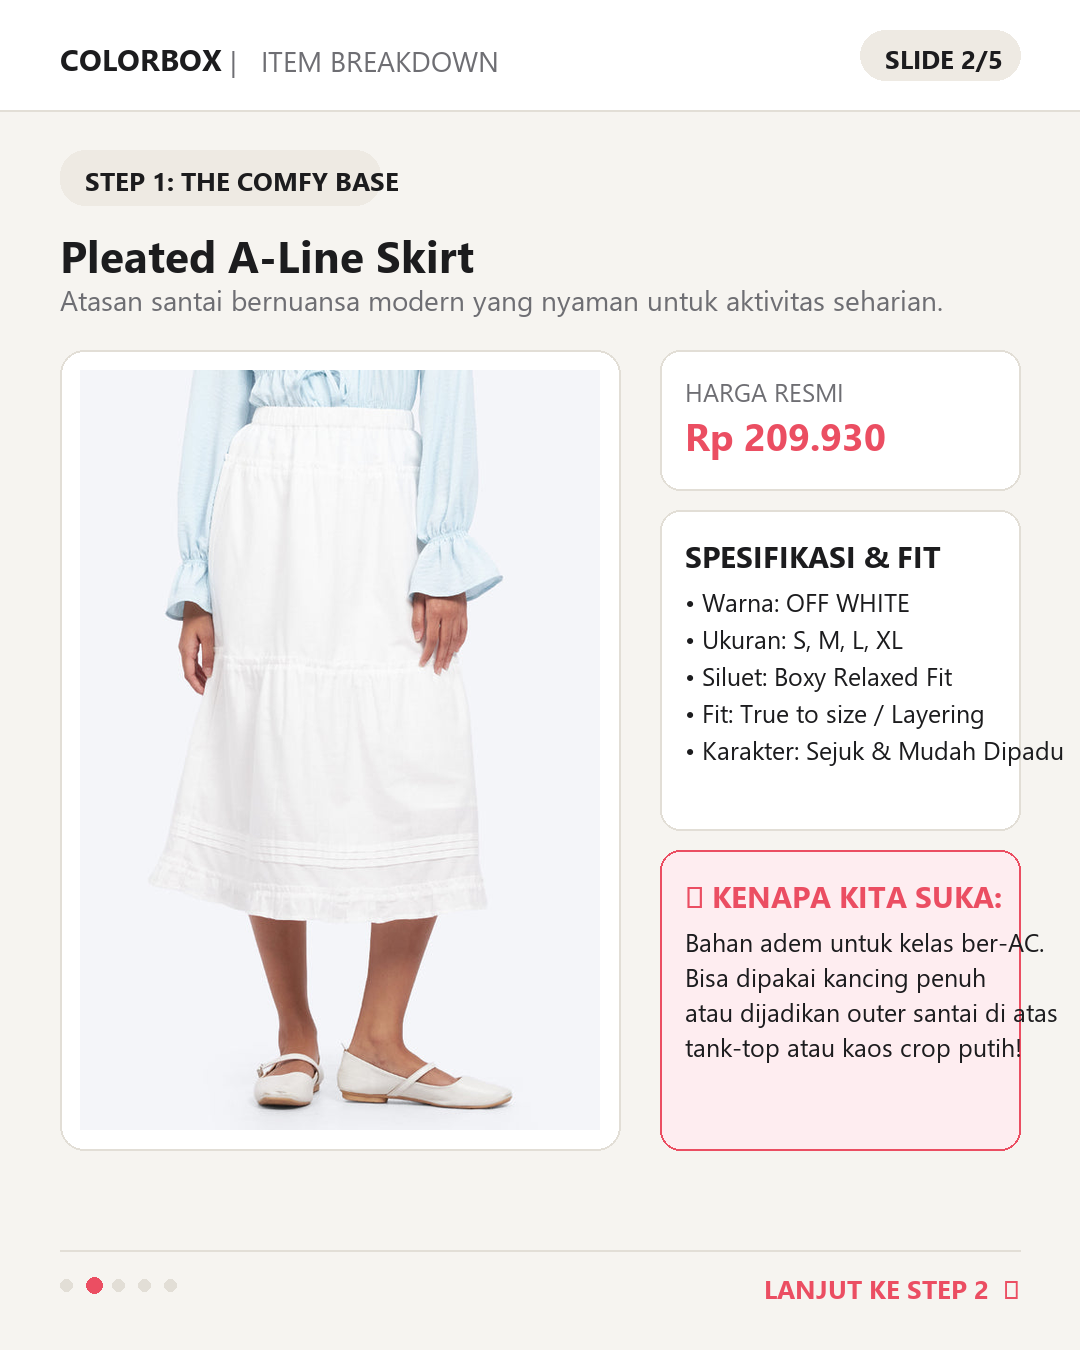 COLORBOX | ITEM BREAKDOWN
SLIDE 2/5
STEP 1: THE COMFY BASE
Pleated A-Line Skirt
Atasan santai bernuansa modern yang nyaman untuk aktivitas seharian.
HARGA RESMI
Rp 209.930
SPESIFIKASI & FIT
• Warna: OFF WHITE
• Ukuran: S, M, L, XL
• Siluet: Boxy Relaxed Fit
• Fit: True to size / Layering
• Karakter: Sejuk & Mudah Dipadu
▯ KENAPA KITA SUKA:
Bahan adem untuk kelas ber-AC.
Bisa dipakai kancing penuh
atau dijadikan outer santai di atas
tank-top atau kaos crop putih!
LANJUT KE STEP 2 ▯